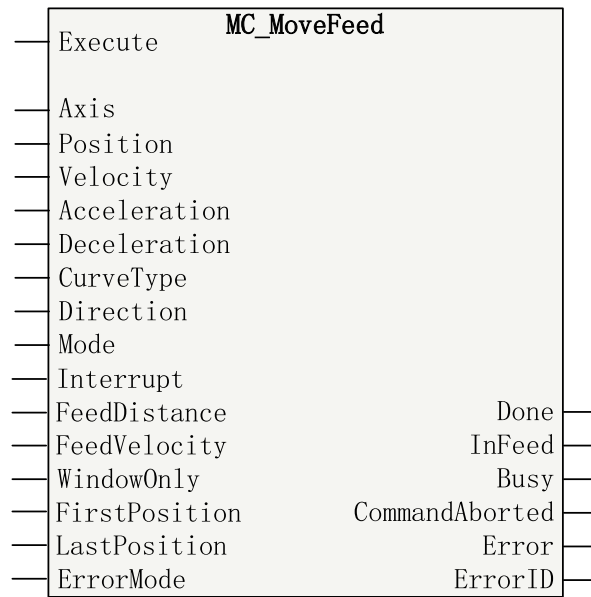 MC_MoveFeed
Execute
Axis
Position
Velocity
Acceleration
Deceleration
CurveType
Direction
Mode
Interrupt
FeedDistance Done
FeedVelocity InFeed
WindowOnly Busy
FirstPosition CommandAborted
LastPosition Error
ErrorMode ErrorID